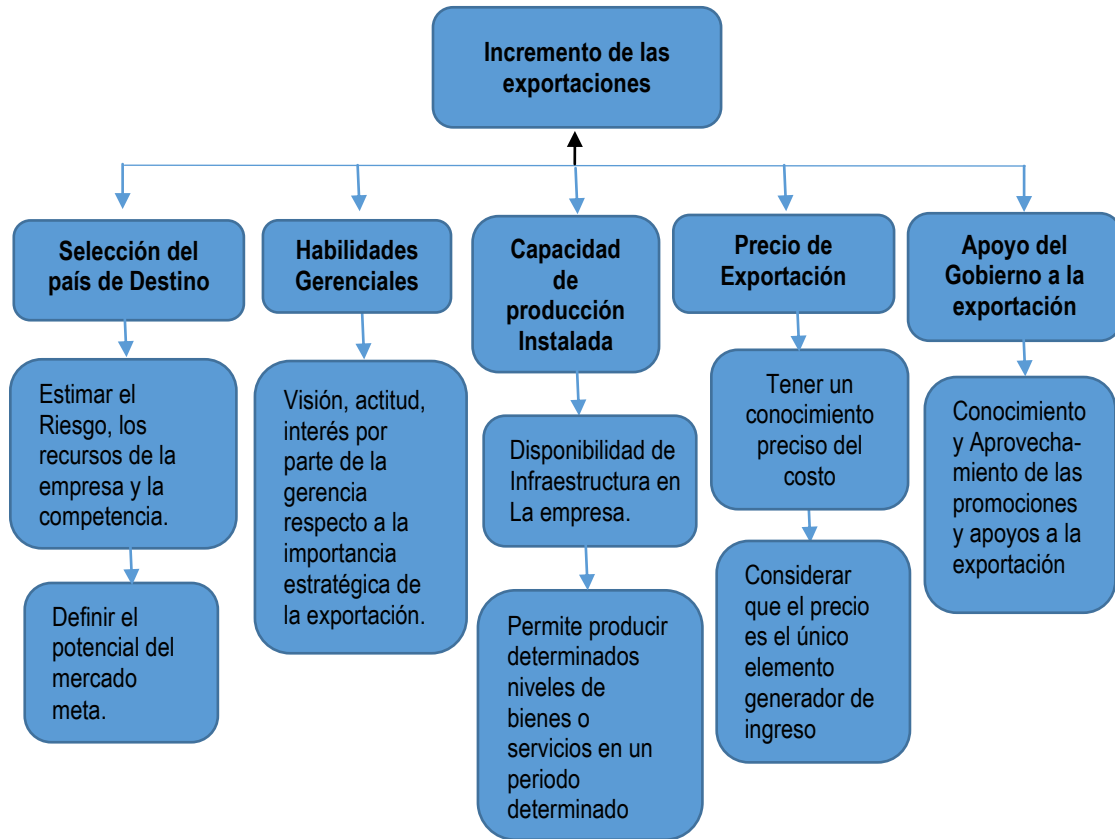 Incremento de las
exportaciones
Selección del
país de Destino
Estimar el
Riesgo, los
recursos de la
empresa y la
competencia.
Definir el
potencial del
mercado
meta.
Habilidades
Gerenciales
Visión, actitud,
interés por
parte de la
gerencia
respecto a la
importancia
estratégica de
la exportación.
Capacidad
de
producción
Instalada
Disponibilidad de
Infraestructura en
La empresa.
Permite producir
determinados
niveles de
bienes o
servicios en un
periodo
determinado
Precio de
Exportación
Tener un
conocimiento
preciso del
costo
Considerar
que el precio
es el único
elemento
generador de
ingreso
Apoyo del
Gobierno a la
exportación
Conocimiento
y Aprovecha-
miento de las
promociones
y apoyos a la
exportación